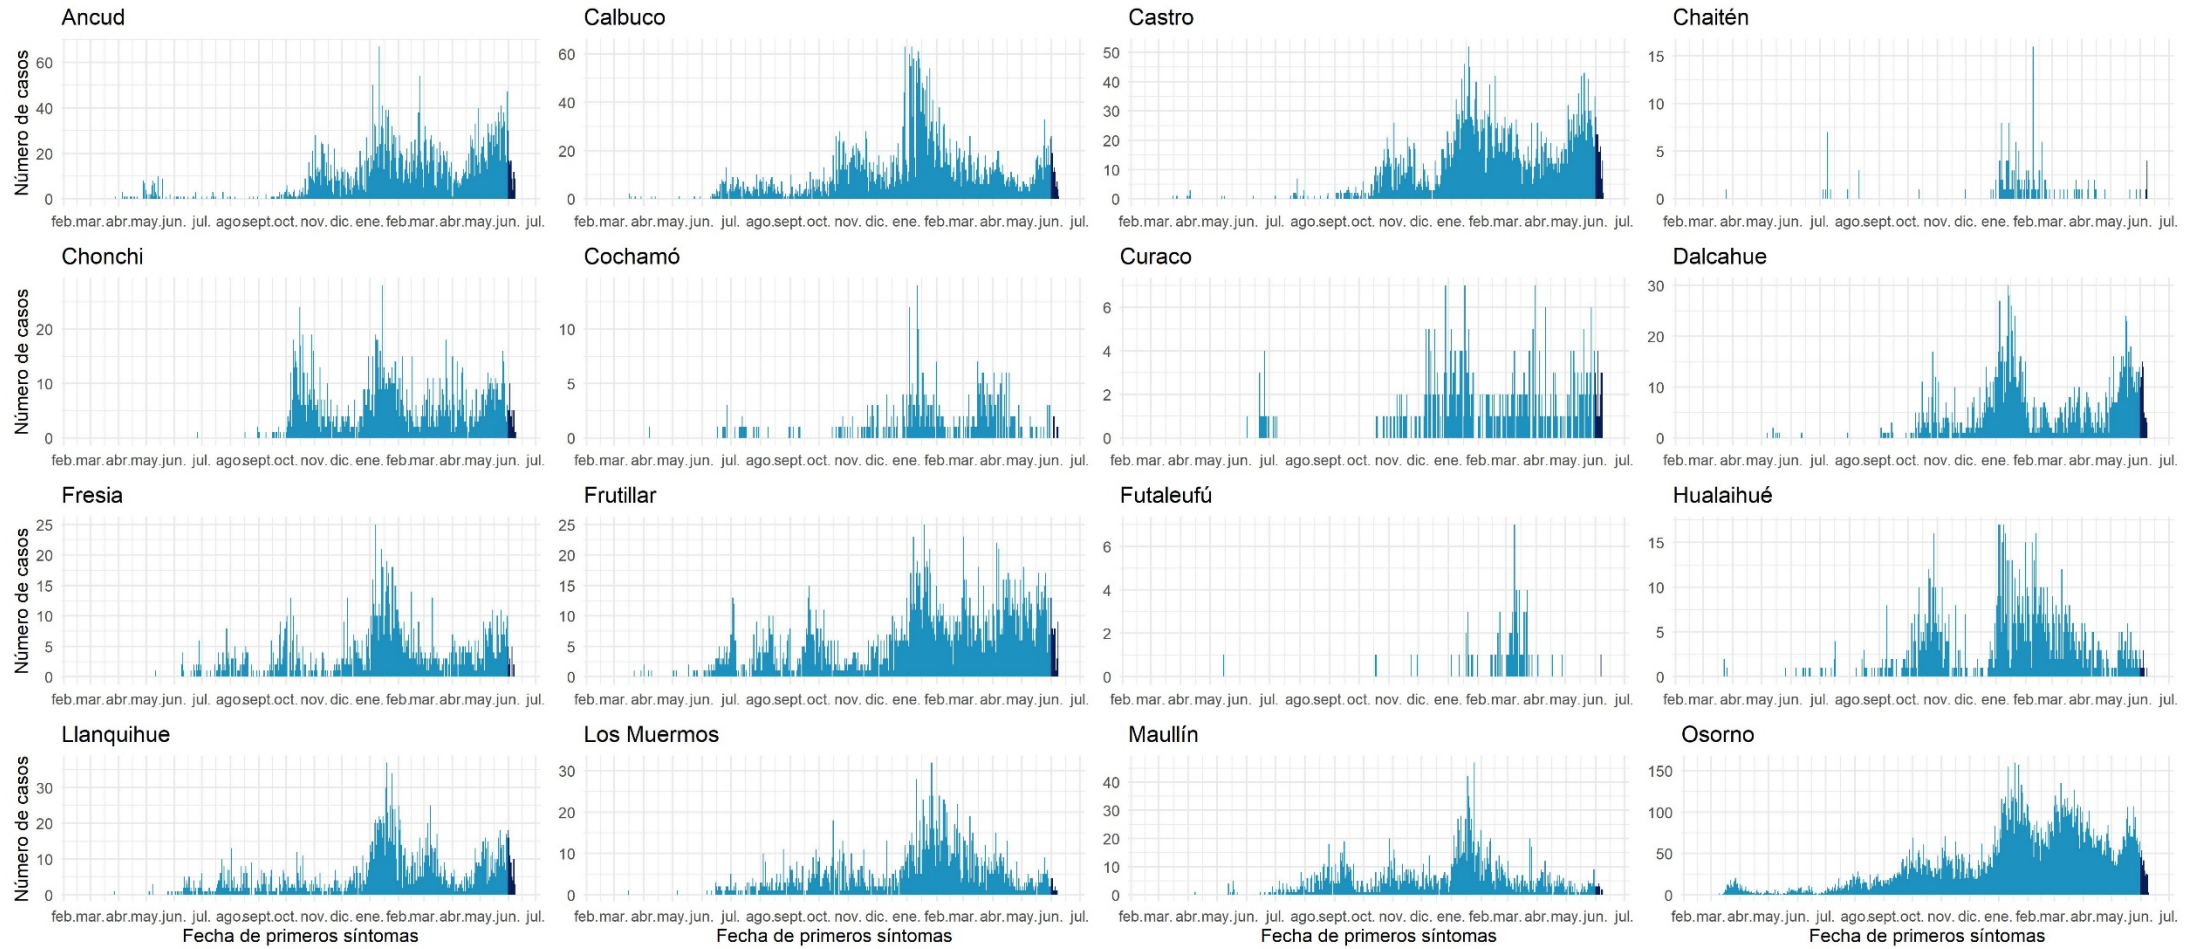 Ancud
Calbuco
Castro
Chaitén
Número de casos
60
40
20
0
60
40
20
0
50
40
30
20
10
0
15
10
5
0
feb. mar. abr. may. jun. jul. ago. sept. oct. nov. dic. ene. feb. mar. abr. may. jun. jul.
feb. mar. abr. may. jun. jul. ago. sept. oct. nov. dic. ene. feb. mar. abr. may. jun. jul.
feb. mar. abr. may. jun. jul. ago. sept. oct. nov. dic. ene. feb. mar. abr. may. jun. jul.
feb. mar. abr. may. jun. jul. ago. sept. oct. nov. dic. ene. feb. mar. abr. may. jun. jul.
Chonchi
Cochamó
Curaco
Dalcahue
Número de casos
20
10
0
10
5
0
6
4
2
0
30
20
10
0
feb. mar. abr. may. jun. jul. ago. sept. oct. nov. dic. ene. feb. mar. abr. may. jun. jul.
feb. mar. abr. may. jun. jul. ago. sept. oct. nov. dic. ene. feb. mar. abr. may. jun. jul.
feb. mar. abr. may. jun. jul. ago. sept. oct. nov. dic. ene. feb. mar. abr. may. jun. jul.
feb. mar. abr. may. jun. jul. ago. sept. oct. nov. dic. ene. feb. mar. abr. may. jun. jul.
Fresia
Frutillar
Futaleufú
Hualaihué
Número de casos
25
20
15
10
5
0
25
20
15
10
5
0
6
4
2
0
15
10
5
0
feb. mar. abr. may. jun. jul. ago. sept. oct. nov. dic. ene. feb. mar. abr. may. jun. jul.
feb. mar. abr. may. jun. jul. ago. sept. oct. nov. dic. ene. feb. mar. abr. may. jun. jul.
feb. mar. abr. may. jun. jul. ago. sept. oct. nov. dic. ene. feb. mar. abr. may. jun. jul.
feb. mar. abr. may. jun. jul. ago. sept. oct. nov. dic. ene. feb. mar. abr. may. jun. jul.
Llanquihue
Los Muermos
Maullín
Osorno
Número de casos
30
20
10
0
30
20
10
0
40
30
20
10
0
150
100
50
0
feb. mar. abr. may. jun. jul. ago. sept. oct. nov. dic. ene. feb. mar. abr. may. jun. jul.
feb. mar. abr. may. jun. jul. ago. sept. oct. nov. dic. ene. feb. mar. abr. may. jun. jul.
feb. mar. abr. may. jun. jul. ago. sept. oct. nov. dic. ene. feb. mar. abr. may. jun. jul.
feb. mar. abr. may. jun. jul. ago. sept. oct. nov. dic. ene. feb. mar. abr. may. jun. jul.
Fecha de primeros síntomas
Fecha de primeros síntomas
Fecha de primeros síntomas
Fecha de primeros síntomas